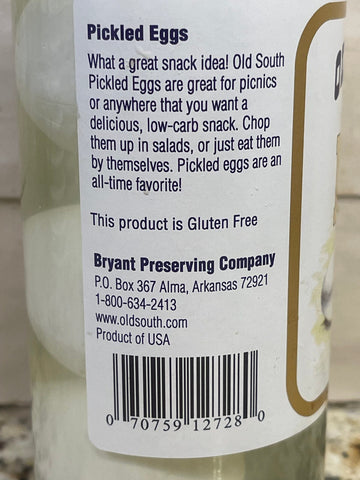 Pickled Eggs
What a great snack idea! Old South
Pickled Eggs are great for picnics
or anywhere that you want a
delicious, low-carb snack. Chop
them up in salads, or just eat them
by themselves. Pickled eggs are an
all-time favorite!
This product is Gluten Free
Bryant Preserving Company
P.O. Box 367 Alma, Arkansas 72921
1-800-634-2413
www.oldsouth.com
Product of USA
0 70759 12728 0